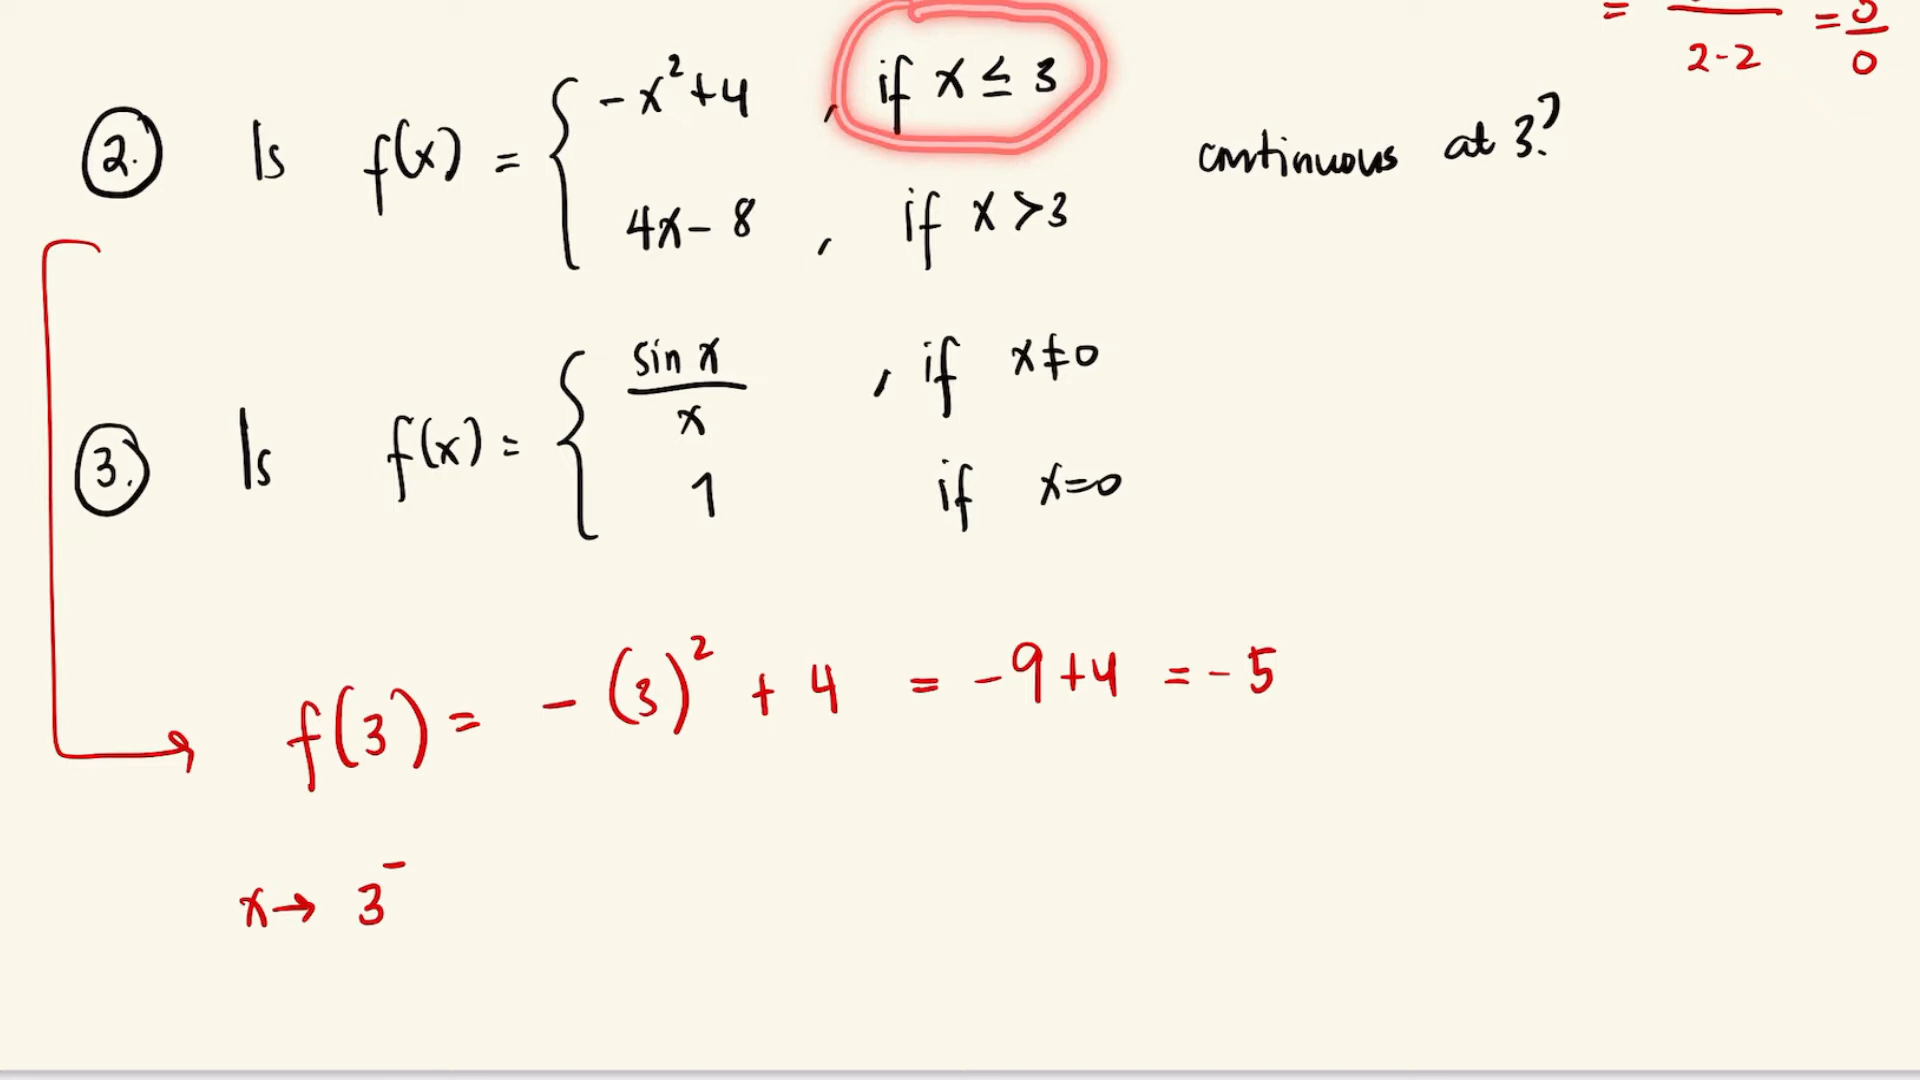 = 2-2 = 0/0
2. Is f(x) = { -x²+4 , if x ≤ 3 continuous at 3?
4x-8 , if x >3
3. Is f(x) = { sin x / x , if x≠0
1 if x=0
f(3) = - (3)² + 4 = -9+4 = -5
x→ 3⁻